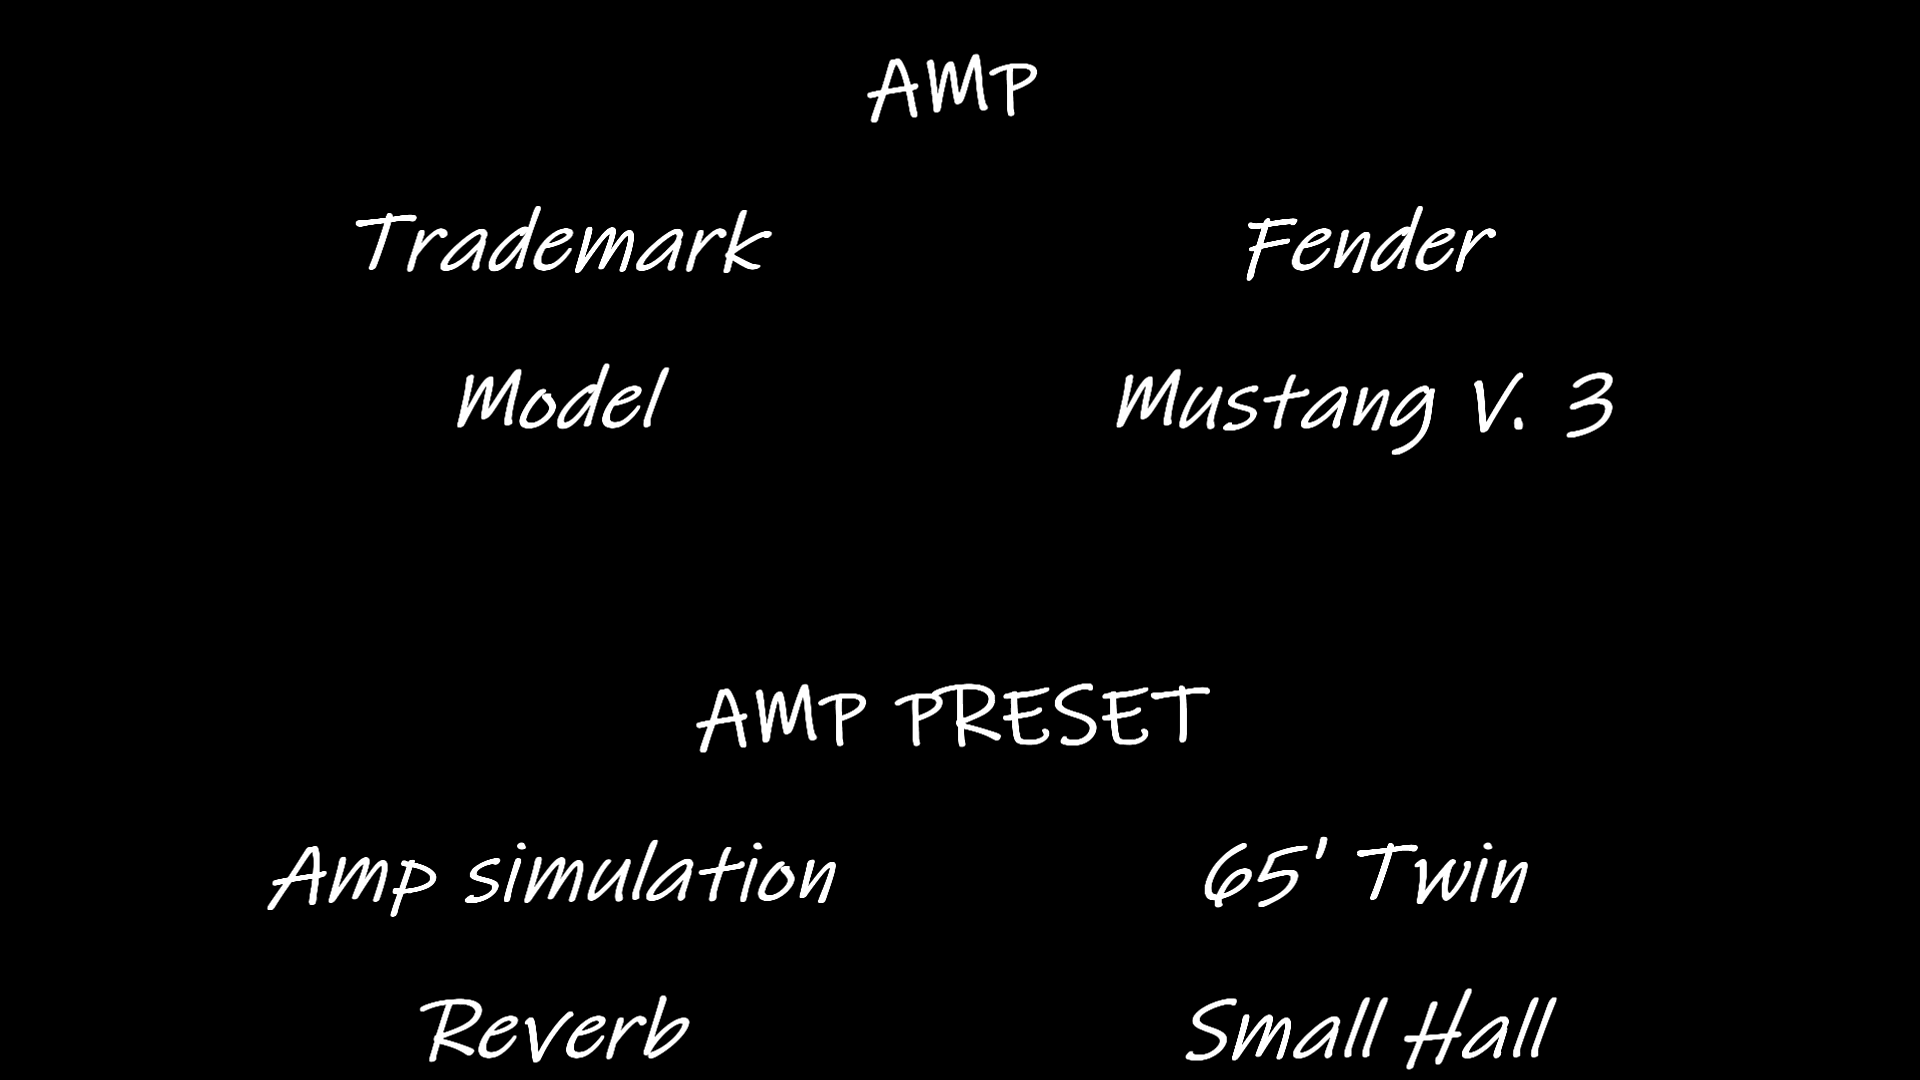 AMP
Trademark Fender
Model Mustang V. 3
AMP PRESET
Amp simulation 65' Twin
Reverb Small Hall